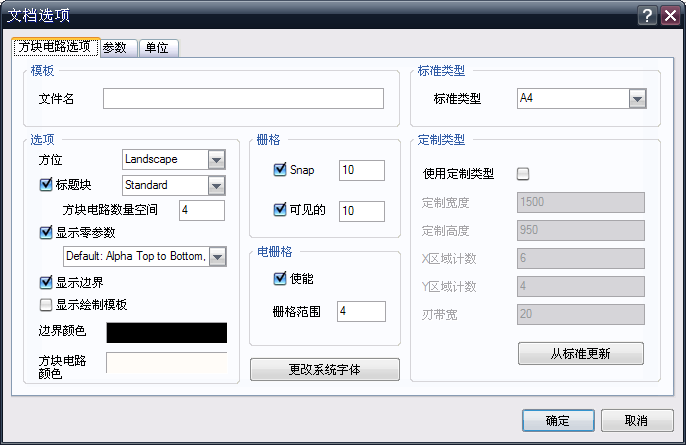 文档选项
方块电路选项 参数 单位
模板
文件名
标准类型
标准类型 A4
选项
方位 Landscape
标题块 Standard
方块电路数量空间 4
显示零参数
Default: Alpha Top to Bottom,
显示边界
显示绘制模板
边界颜色
方块电路
颜色
栅格
Snap 10
可见的 10
电栅格
使能
栅格范围 4
更改系统字体
定制类型
使用定制类型
定制宽度 1500
定制高度 950
X区域计数 6
Y区域计数 4
刃带宽 20
从标准更新
确定 取消